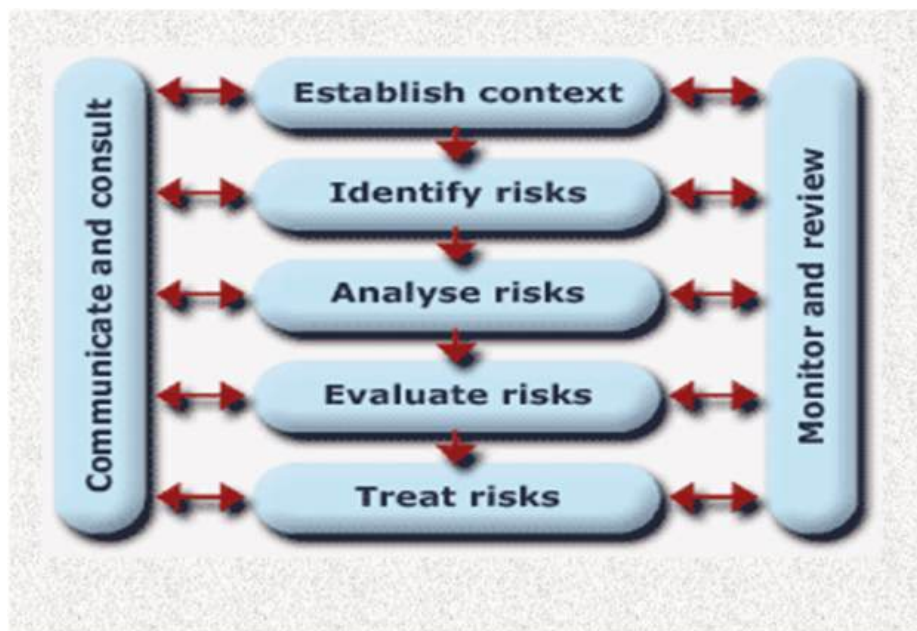 Communicate and consult
Establish context
Identify risks
Analyse risks
Evaluate risks
Treat risks
Monitor and review